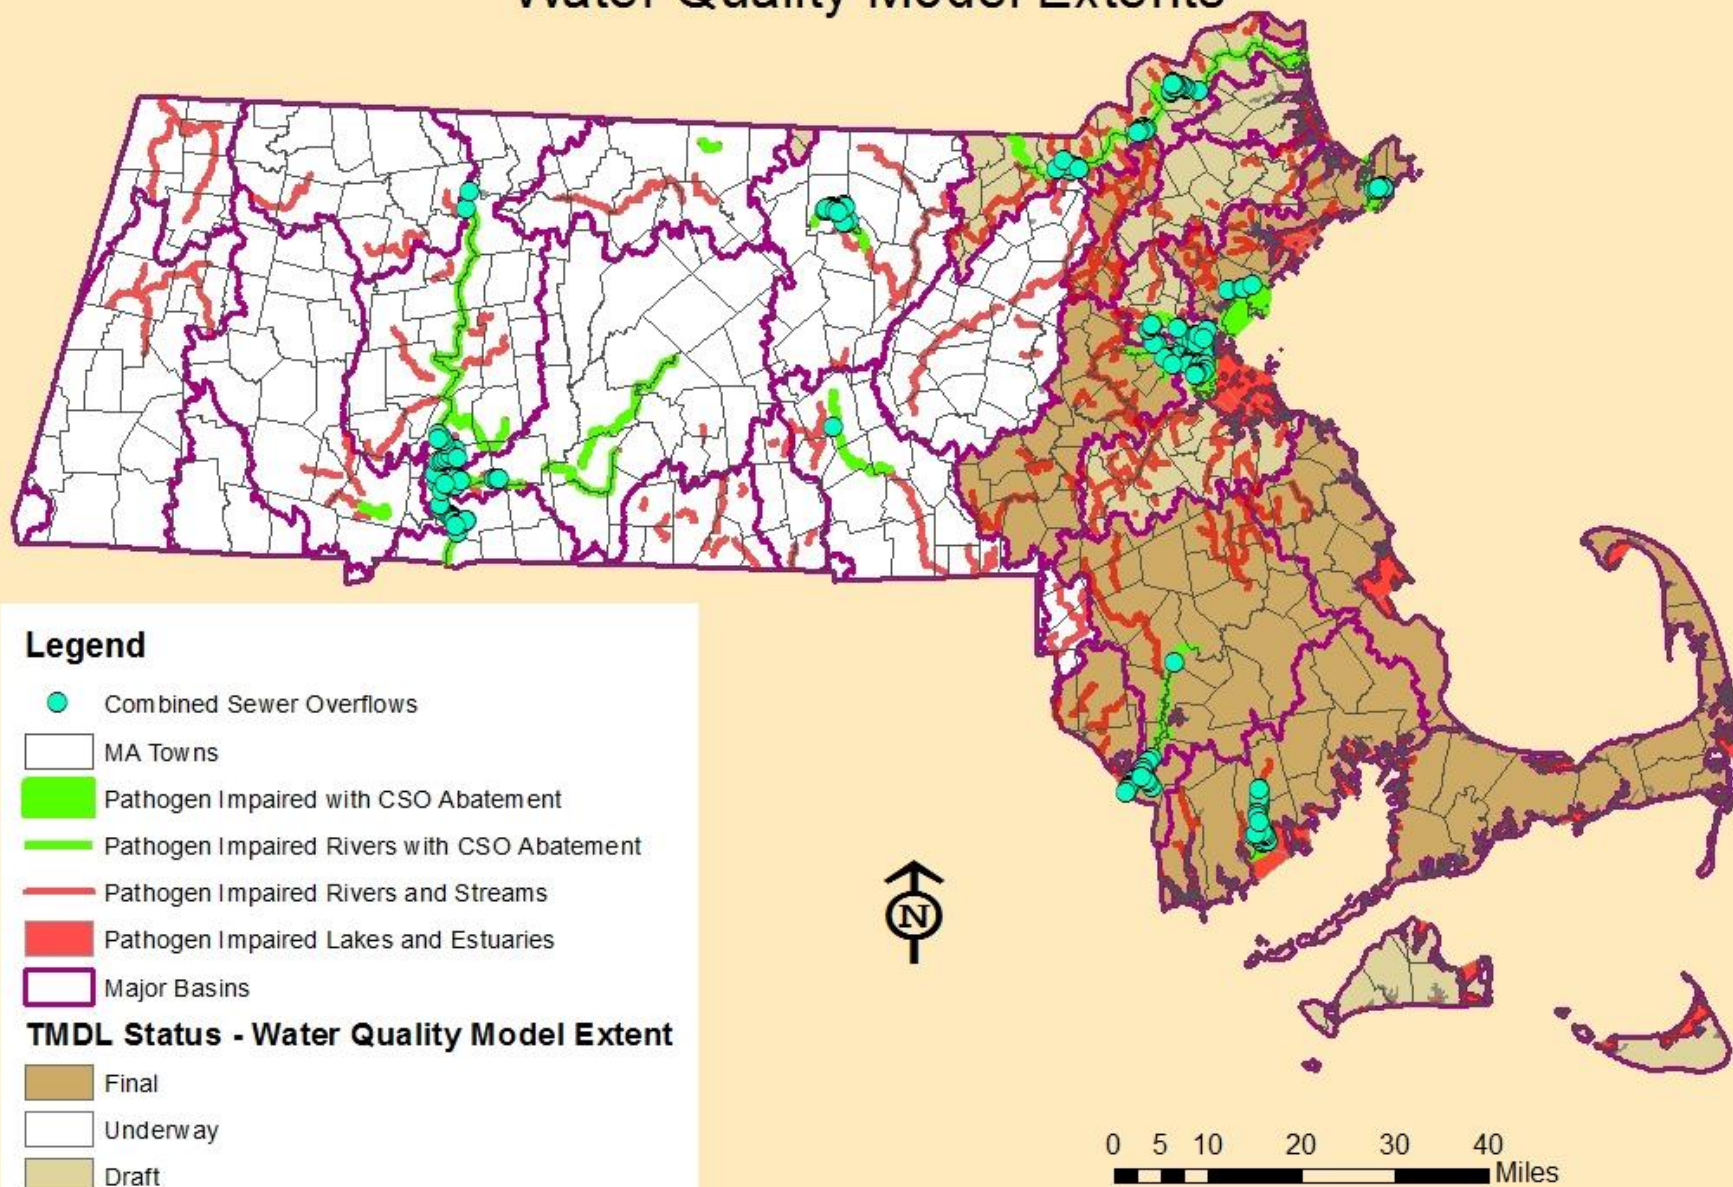 Water Quality Model Extents
Legend
Combined Sewer Overflows
MA Towns
Pathogen Impaired with CSO Abatement
Pathogen Impaired Rivers with CSO Abatement
Pathogen Impaired Rivers and Streams
Pathogen Impaired Lakes and Estuaries
Major Basins
TMDL Status - Water Quality Model Extent
Final
Underway
Draft
N
0 5 10 20 30 40
Miles